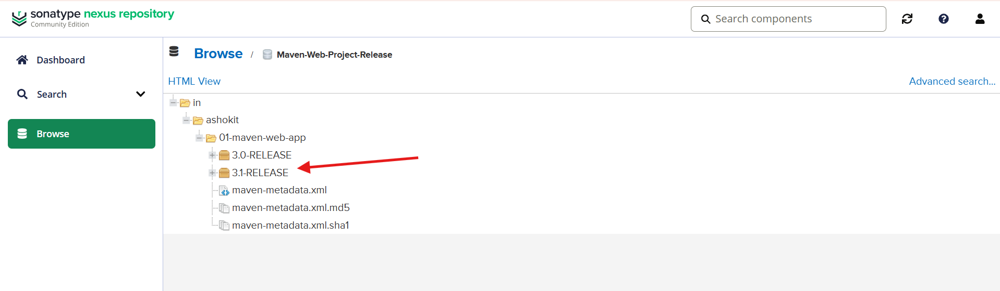 sonatype nexus repository
Community Edition
Search components
Dashboard
Search
Browse
Browse / Maven-Web-Project-Release
HTML View
Advanced search...
in
ashokit
01-maven-web-app
3.0-RELEASE
3.1-RELEASE
maven-metadata.xml
maven-metadata.xml.md5
maven-metadata.xml.sha1